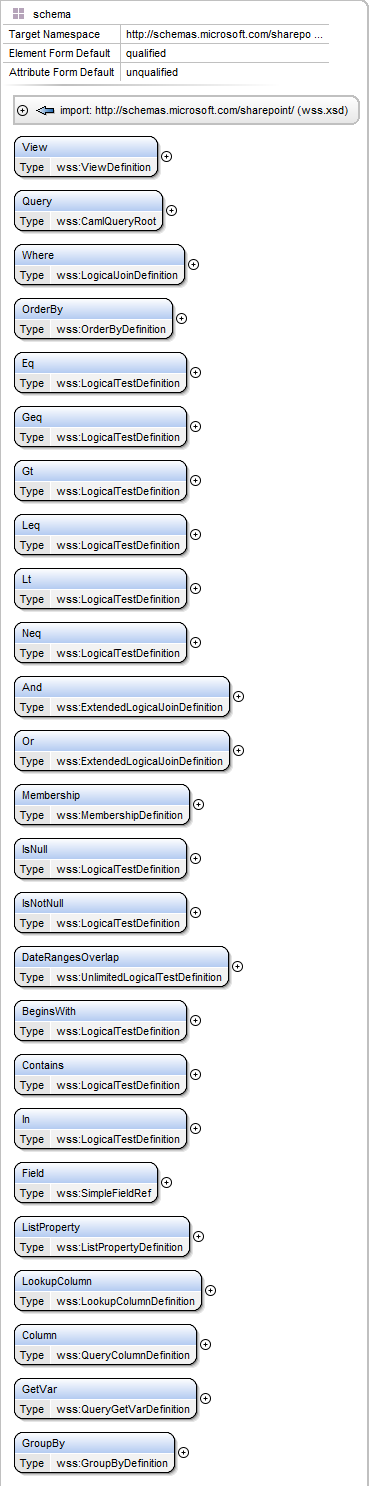 schema
Target Namespace http://schemas.microsoft.com/sharepo ...
Element Form Default qualified
Attribute Form Default unqualified
import: http://schemas.microsoft.com/sharepoint/ (wss.xsd)
View
Type wss:ViewDefinition
Query
Type wss:CamlQueryRoot
Where
Type wss:LogicalJoinDefinition
OrderBy
Type wss:OrderByDefinition
Eq
Type wss:LogicalTestDefinition
Geq
Type wss:LogicalTestDefinition
Gt
Type wss:LogicalTestDefinition
Leq
Type wss:LogicalTestDefinition
Lt
Type wss:LogicalTestDefinition
Neq
Type wss:LogicalTestDefinition
And
Type wss:ExtendedLogicalJoinDefinition
Or
Type wss:ExtendedLogicalJoinDefinition
Membership
Type wss:MembershipDefinition
IsNull
Type wss:LogicalTestDefinition
IsNotNull
Type wss:LogicalTestDefinition
DateRangesOverlap
Type wss:UnlimitedLogicalTestDefinition
BeginsWith
Type wss:LogicalTestDefinition
Contains
Type wss:LogicalTestDefinition
In
Type wss:LogicalTestDefinition
Field
Type wss:SimpleFieldRef
ListProperty
Type wss:ListPropertyDefinition
LookupColumn
Type wss:LookupColumnDefinition
Column
Type wss:QueryColumnDefinition
GetVar
Type wss:QueryGetVarDefinition
GroupBy
Type wss:GroupByDefinition